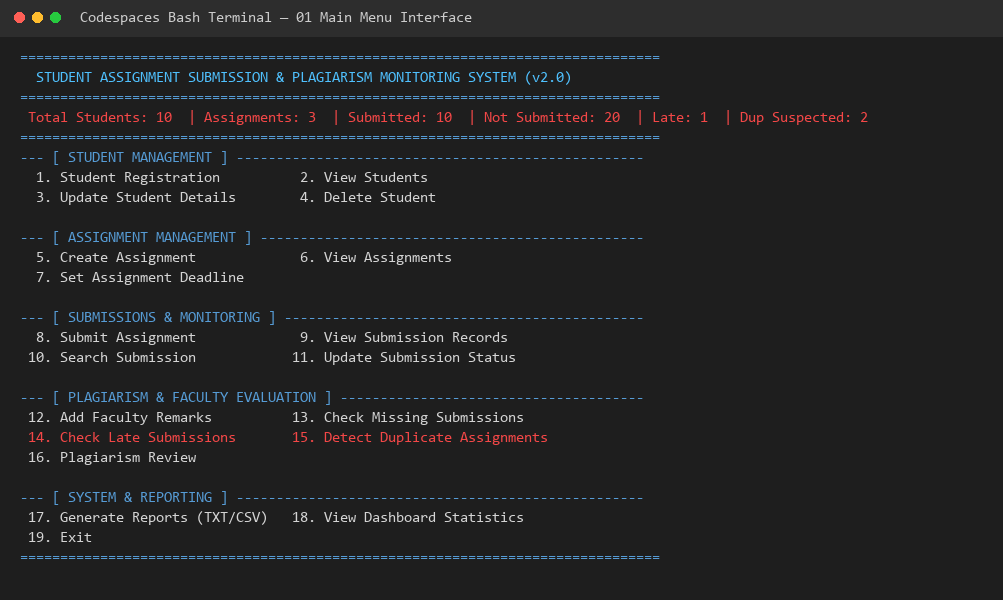 Codespaces Bash Terminal — 01 Main Menu Interface
================================================================================
STUDENT ASSIGNMENT SUBMISSION & PLAGIARISM MONITORING SYSTEM (v2.0)
================================================================================
Total Students: 10  | Assignments: 3  | Submitted: 10  | Not Submitted: 20  | Late: 1  | Dup Suspected: 2
================================================================================
--- [ STUDENT MANAGEMENT ] ---------------------------------------------------
1. Student Registration          2. View Students
3. Update Student Details        4. Delete Student
--- [ ASSIGNMENT MANAGEMENT ] ------------------------------------------------
5. Create Assignment             6. View Assignments
7. Set Assignment Deadline
--- [ SUBMISSIONS & MONITORING ] ---------------------------------------------
8. Submit Assignment             9. View Submission Records
10. Search Submission            11. Update Submission Status
--- [ PLAGIARISM & FACULTY EVALUATION ] --------------------------------------
12. Add Faculty Remarks          13. Check Missing Submissions
14. Check Late Submissions       15. Detect Duplicate Assignments
16. Plagiarism Review
--- [ SYSTEM & REPORTING ] ---------------------------------------------------
17. Generate Reports (TXT/CSV)   18. View Dashboard Statistics
19. Exit
================================================================================